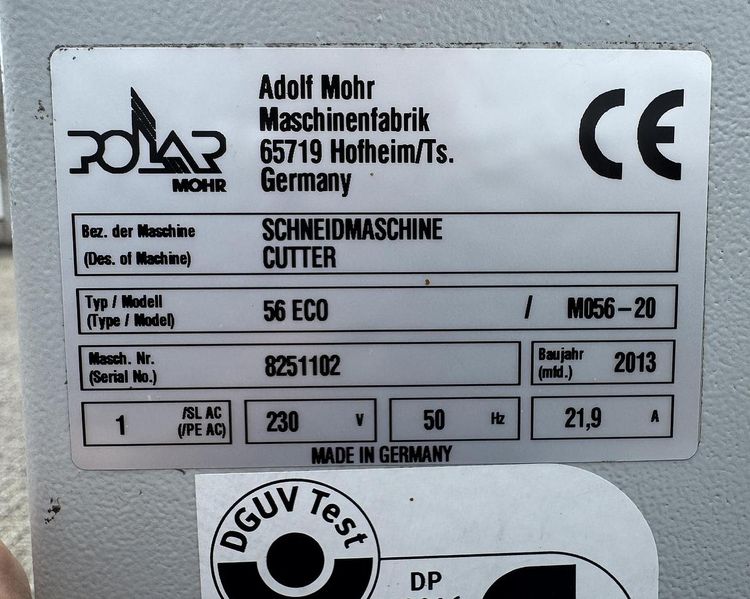 POLAR
MOHR
Adolf Mohr
Maschinenfabrik
65719 Hofheim/Ts.
Germany
CE
Bez. der Maschine SCHNEIDMASCHINE
(Des. of Machine) CUTTER
Typ / Modell
(Type / Model) 56 ECO / M056-20
Masch. Nr.
(Serial No.) 8251102
Baujahr
(mfd.) 2013
1 /SL AC
(/PE AC)
230 V
50 Hz
21,9 A
MADE IN GERMANY
DGUV Test
DP